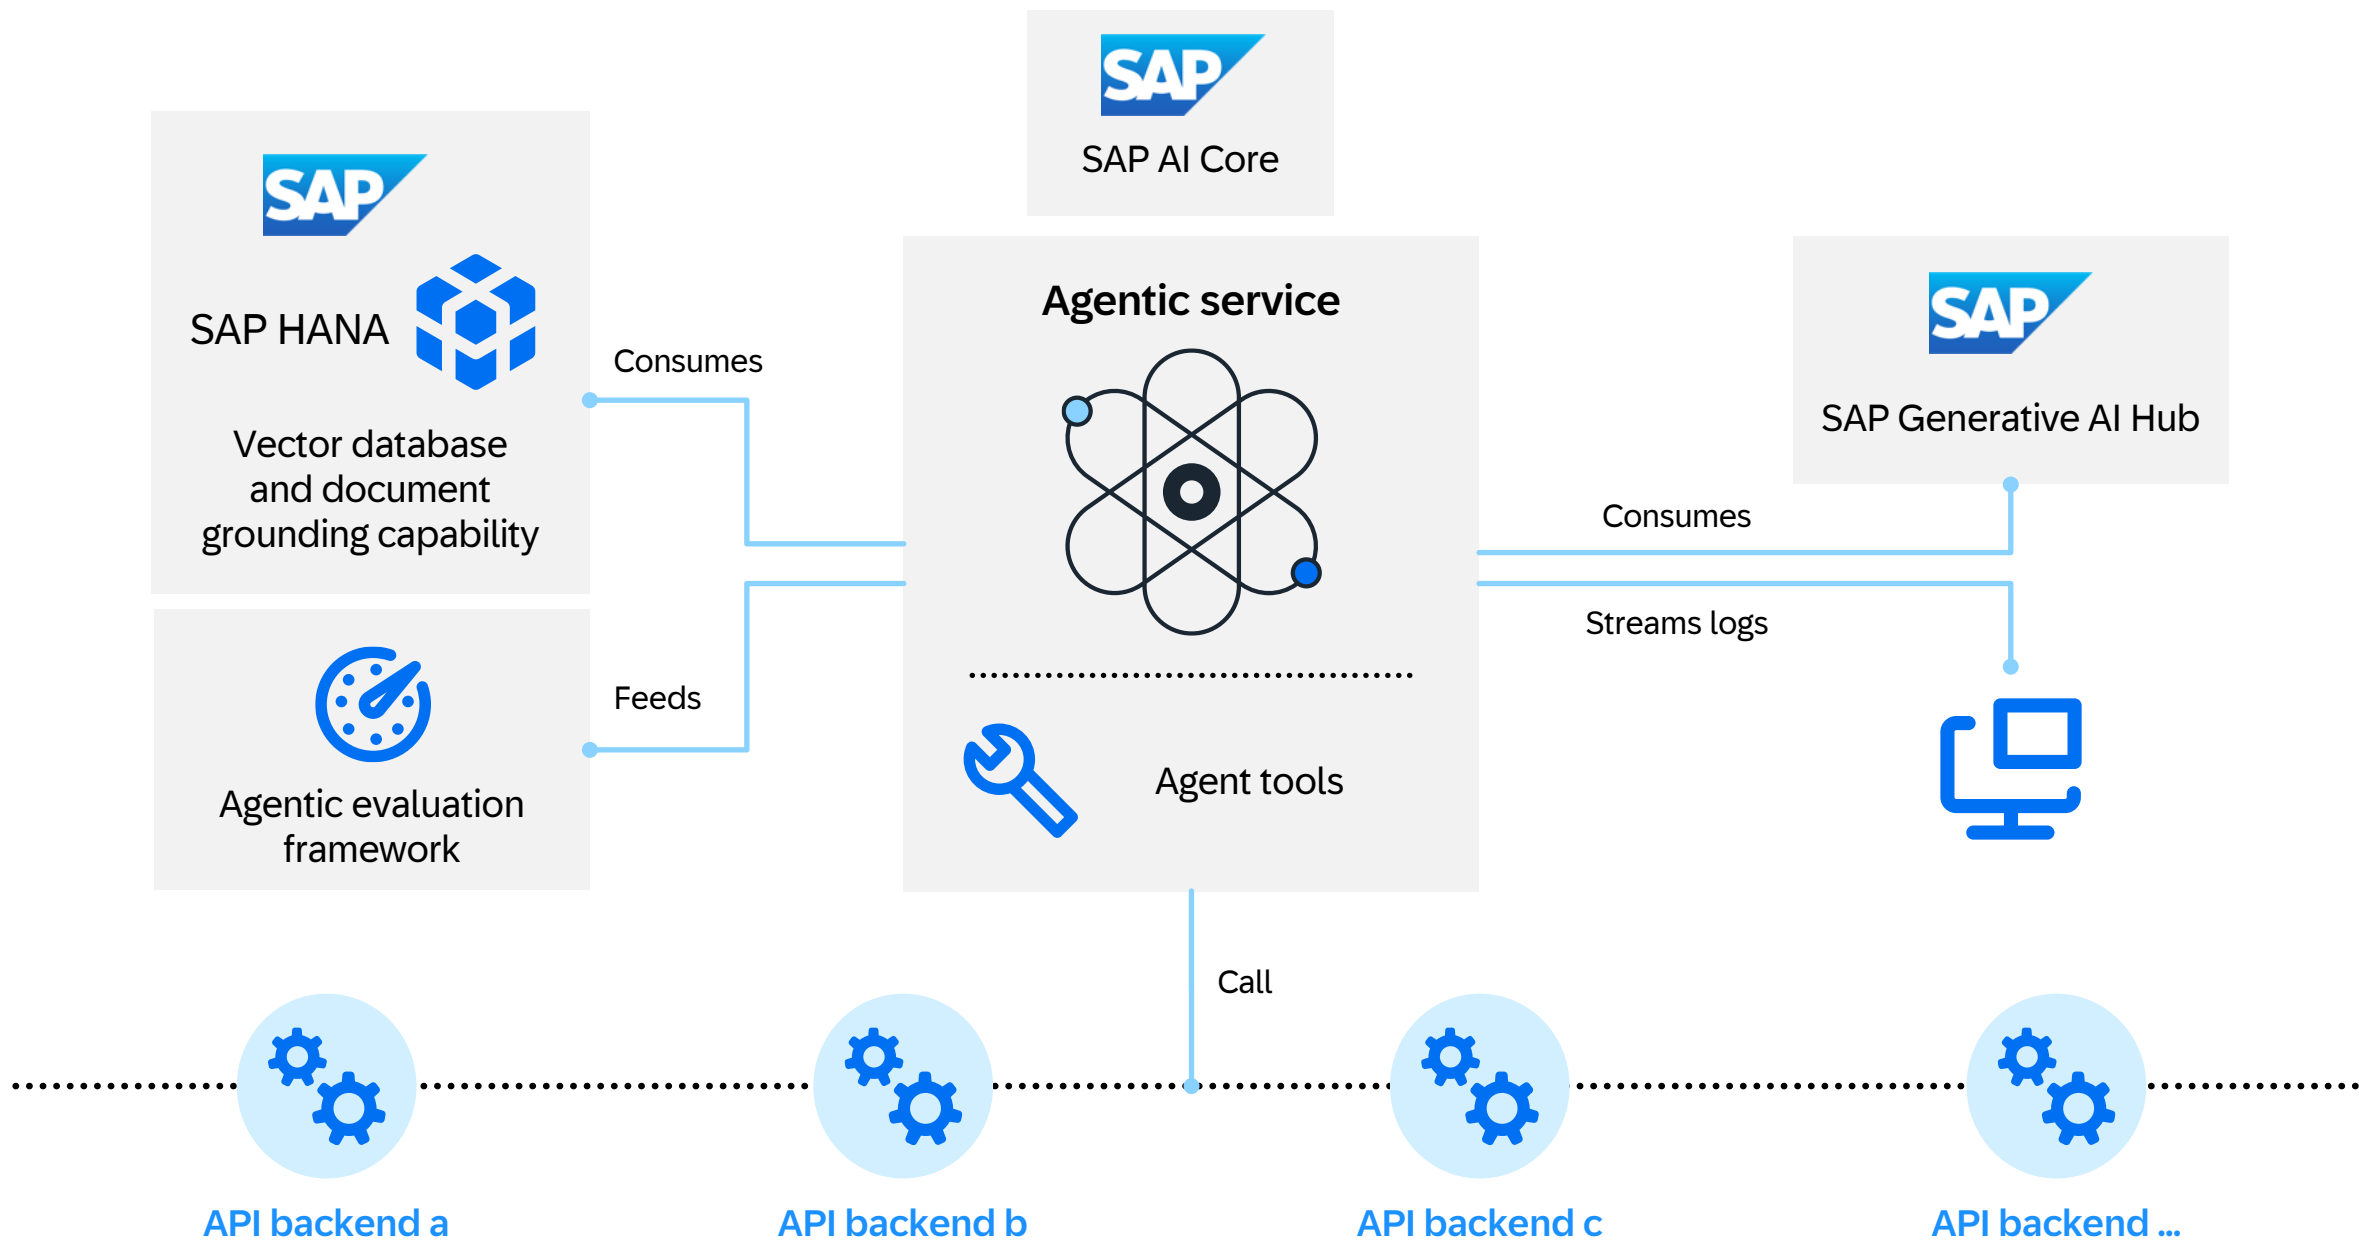 SAP
SAP AI Core
SAP
SAP HANA
Vector database
and document
grounding capability
Consumes
Agentic service
SAP
SAP Generative AI Hub
Consumes
Streams logs
Feeds
Agentic evaluation
framework
Agent tools
Call
API backend a
API backend b
API backend c
API backend ...